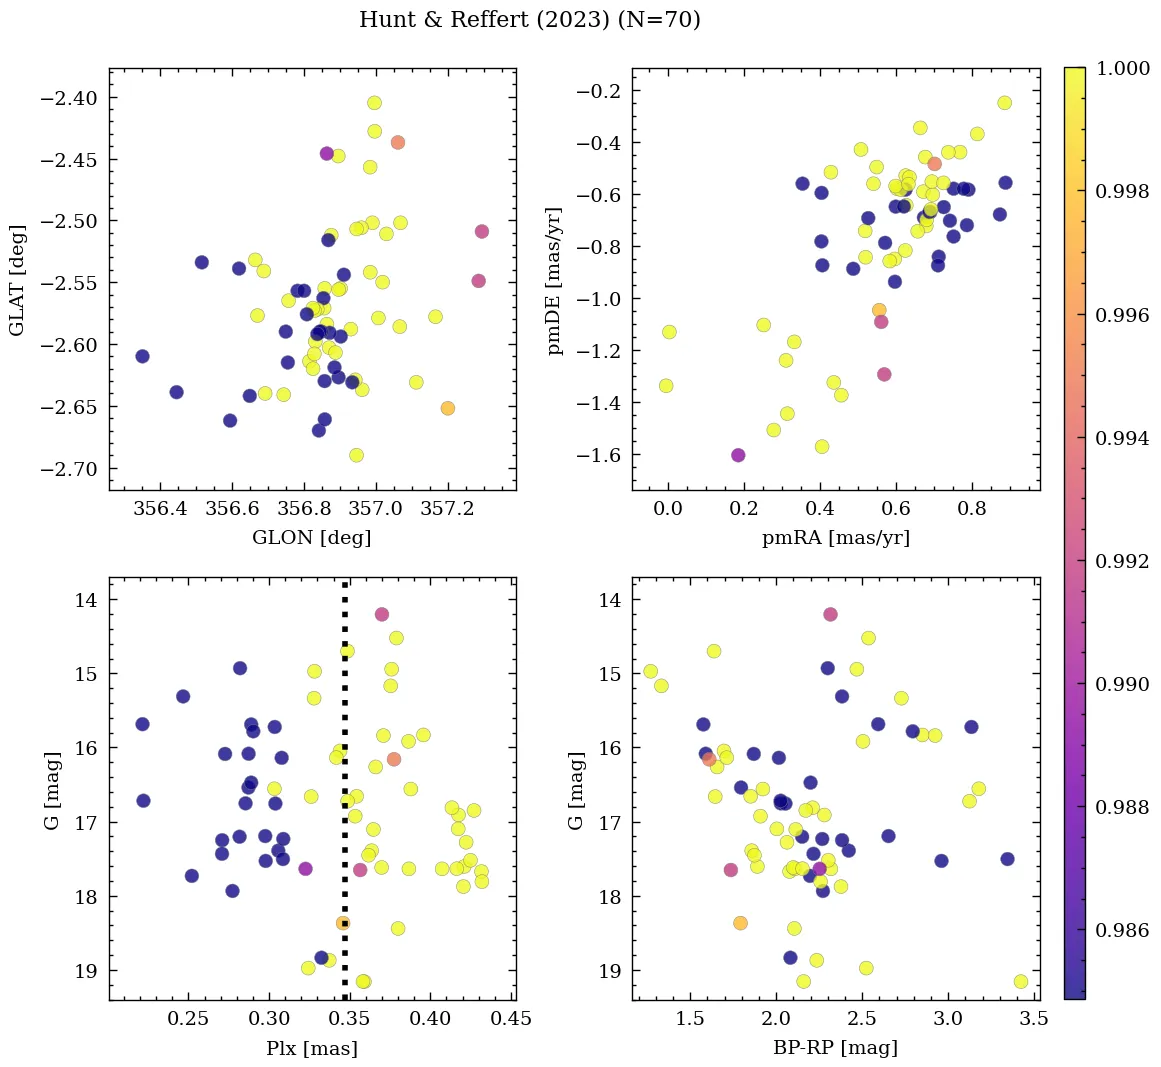 Hunt & Reffert (2023) (N=70)
−2.40
−2.45
−2.50
−2.55
−2.60
−2.65
−2.70
GLAT [deg]
356.4 356.6 356.8 357.0 357.2
GLON [deg]
−0.2
−0.4
−0.6
−0.8
−1.0
−1.2
−1.4
−1.6
pmDE [mas/yr]
0.0 0.2 0.4 0.6 0.8
pmRA [mas/yr]
14
15
16
17
18
19
G [mag]
0.25 0.30 0.35 0.40 0.45
Plx [mas]
14
15
16
17
18
19
G [mag]
1.5 2.0 2.5 3.0 3.5
BP-RP [mag]
1.000
0.998
0.996
0.994
0.992
0.990
0.988
0.986